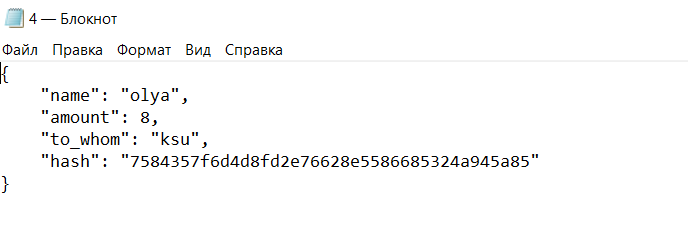 4 — Блокнот
Файл Правка Формат Вид Справка
{
    "name": "olya",
    "amount": 8,
    "to_whom": "ksu",
    "hash": "7584357f6d4d8fd2e76628e5586685324a945a85"
}